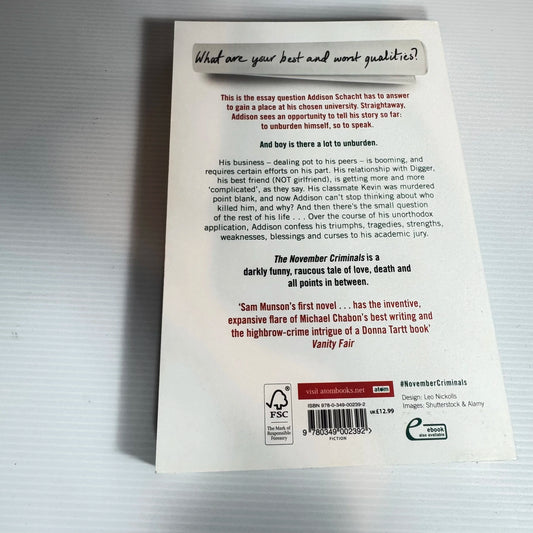 What are your best and worst qualities?
This is the essay question Addison Schacht has to answer
to gain a place at his chosen university. Straightaway,
Addison sees an opportunity to tell his story so far:
to unburden himself, so to speak.
And boy is there a lot to unburden.
His business – dealing pot to his peers – is booming, and
requires certain efforts on his part. His relationship with Digger,
his best friend (NOT girlfriend), is getting more and more
‘complicated’, as they say. His classmate Kevin was murdered
point blank, and now Addison can’t stop thinking about who
killed him, and why? And then there’s the small question
of the rest of his life . . . Over the course of his unorthodox
application, Addison confess his triumphs, tragedies, strengths,
weaknesses, blessings and curses to his academic jury.
The November Criminals is a
darkly funny, raucous tale of love, death and
all points in between.
‘Sam Munson’s first novel . . . has the inventive,
expansive flare of Michael Chabon’s best writing and
the highbrow-crime intrigue of a Donna Tartt book’
Vanity Fair
visit atombooks.net
atom
#NovemberCriminals
Design: Leo Nickolls
Images: Shutterstock & Alamy
FSC
The Mark of
Responsible
Forestry
ISBN 978-0-349-00239-2
UK £12.99
9 780349 002392 >
FICTION
ebook
also available